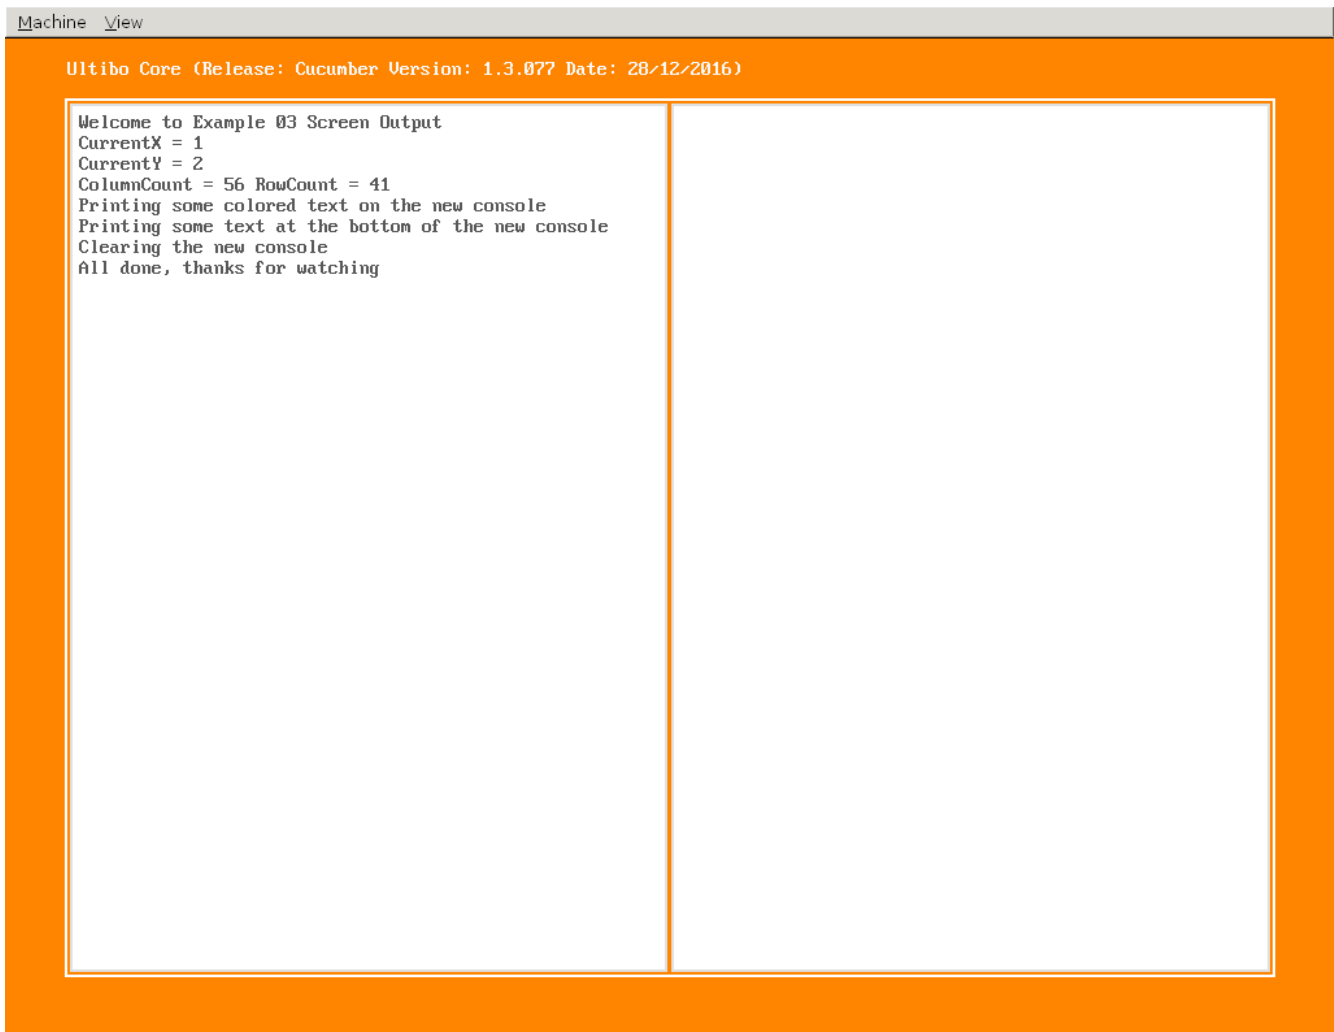 Machine View
Ultibo Core (Release: Cucumber Version: 1.3.077 Date: 28/12/2016)
Welcome to Example 03 Screen Output
CurrentX = 1
CurrentY = 2
ColumnCount = 56 RowCount = 41
Printing some colored text on the new console
Printing some text at the bottom of the new console
Clearing the new console
All done, thanks for watching